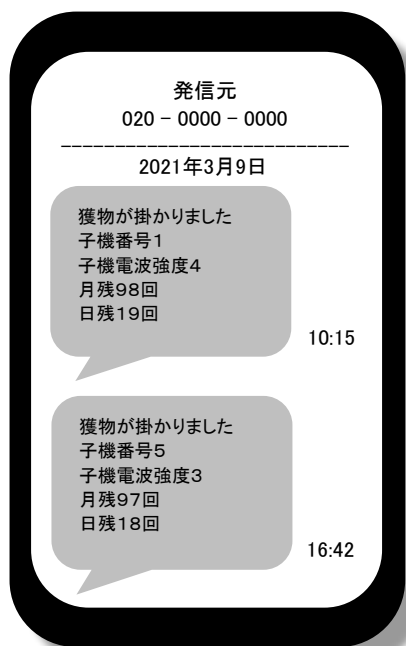 発信元
020 – 0000 – 0000
----------------------------
2021年3月9日
獲物が掛かりました
子機番号1
子機電波強度4
月残98回
日残19回
10:15
獲物が掛かりました
子機番号5
子機電波強度3
月残97回
日残18回
16:42